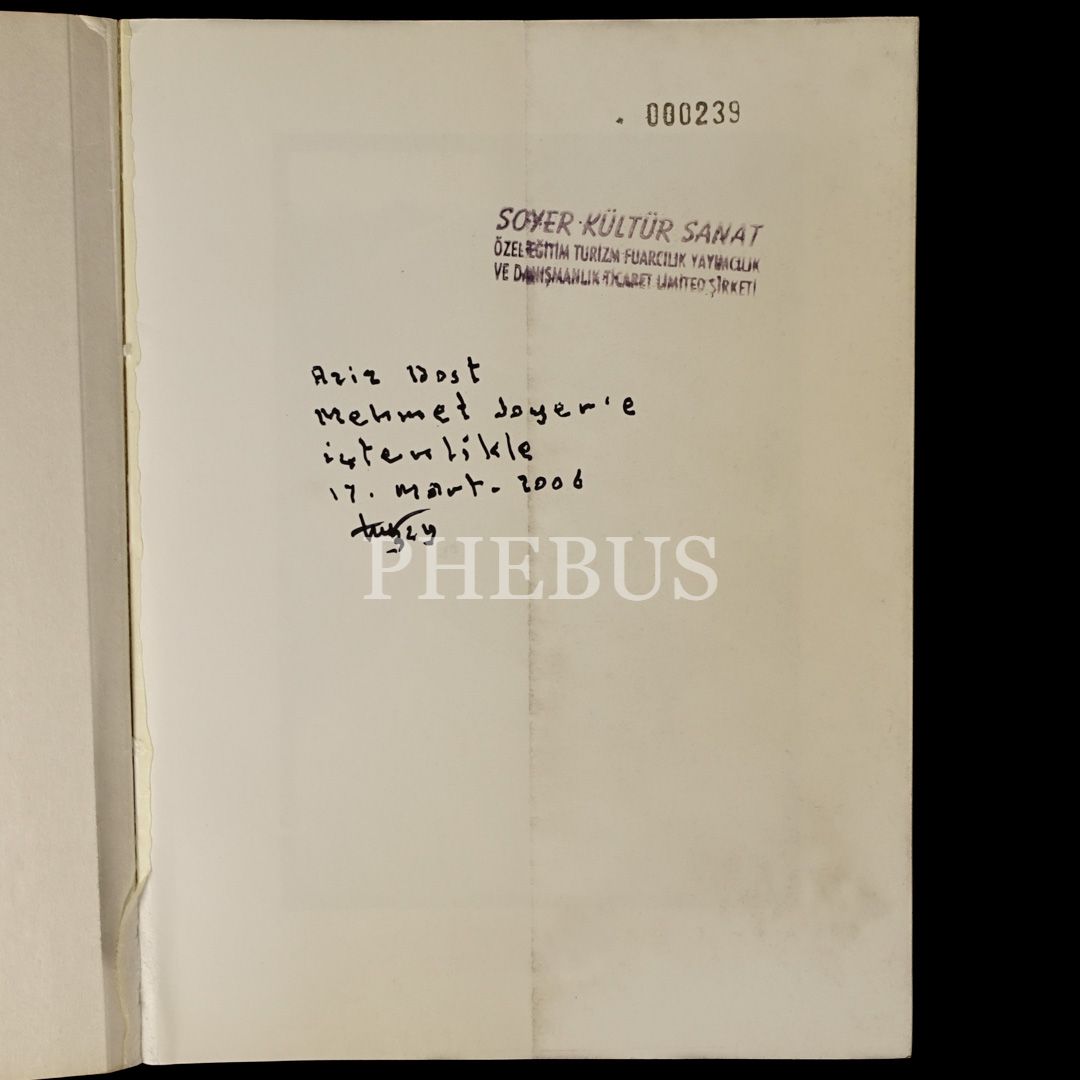 . 000239
SOYER KÜLTÜR SANAT
ÖZEL EĞİTİM TURİZM FUARCILIK YAYINCILIK
VE DANIŞMANLIK TİCARET LİMİTED ŞİRKETİ
Aziz Dost
Mehmet Soyer'e
içtenlikle
17. Mart. 2006
PHEBUS